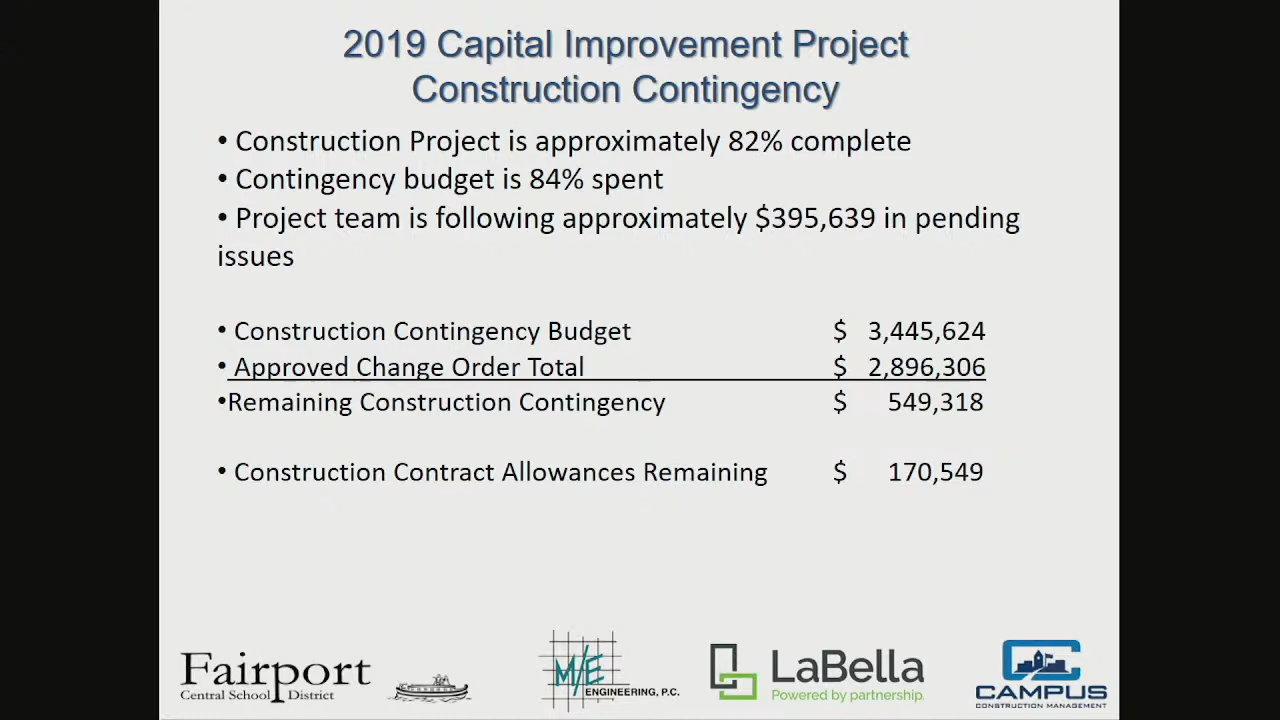 2019 Capital Improvement Project
Construction Contingency
• Construction Project is approximately 82% complete
• Contingency budget is 84% spent
• Project team is following approximately $395,639 in pending
issues
• Construction Contingency Budget $ 3,445,624
• Approved Change Order Total $ 2,896,306
•Remaining Construction Contingency $ 549,318
• Construction Contract Allowances Remaining $ 170,549
Fairport
Central School District
M/E
ENGINEERING, P.C.
LaBella
Powered by partnership.
CAMPUS
CONSTRUCTION MANAGEMENT